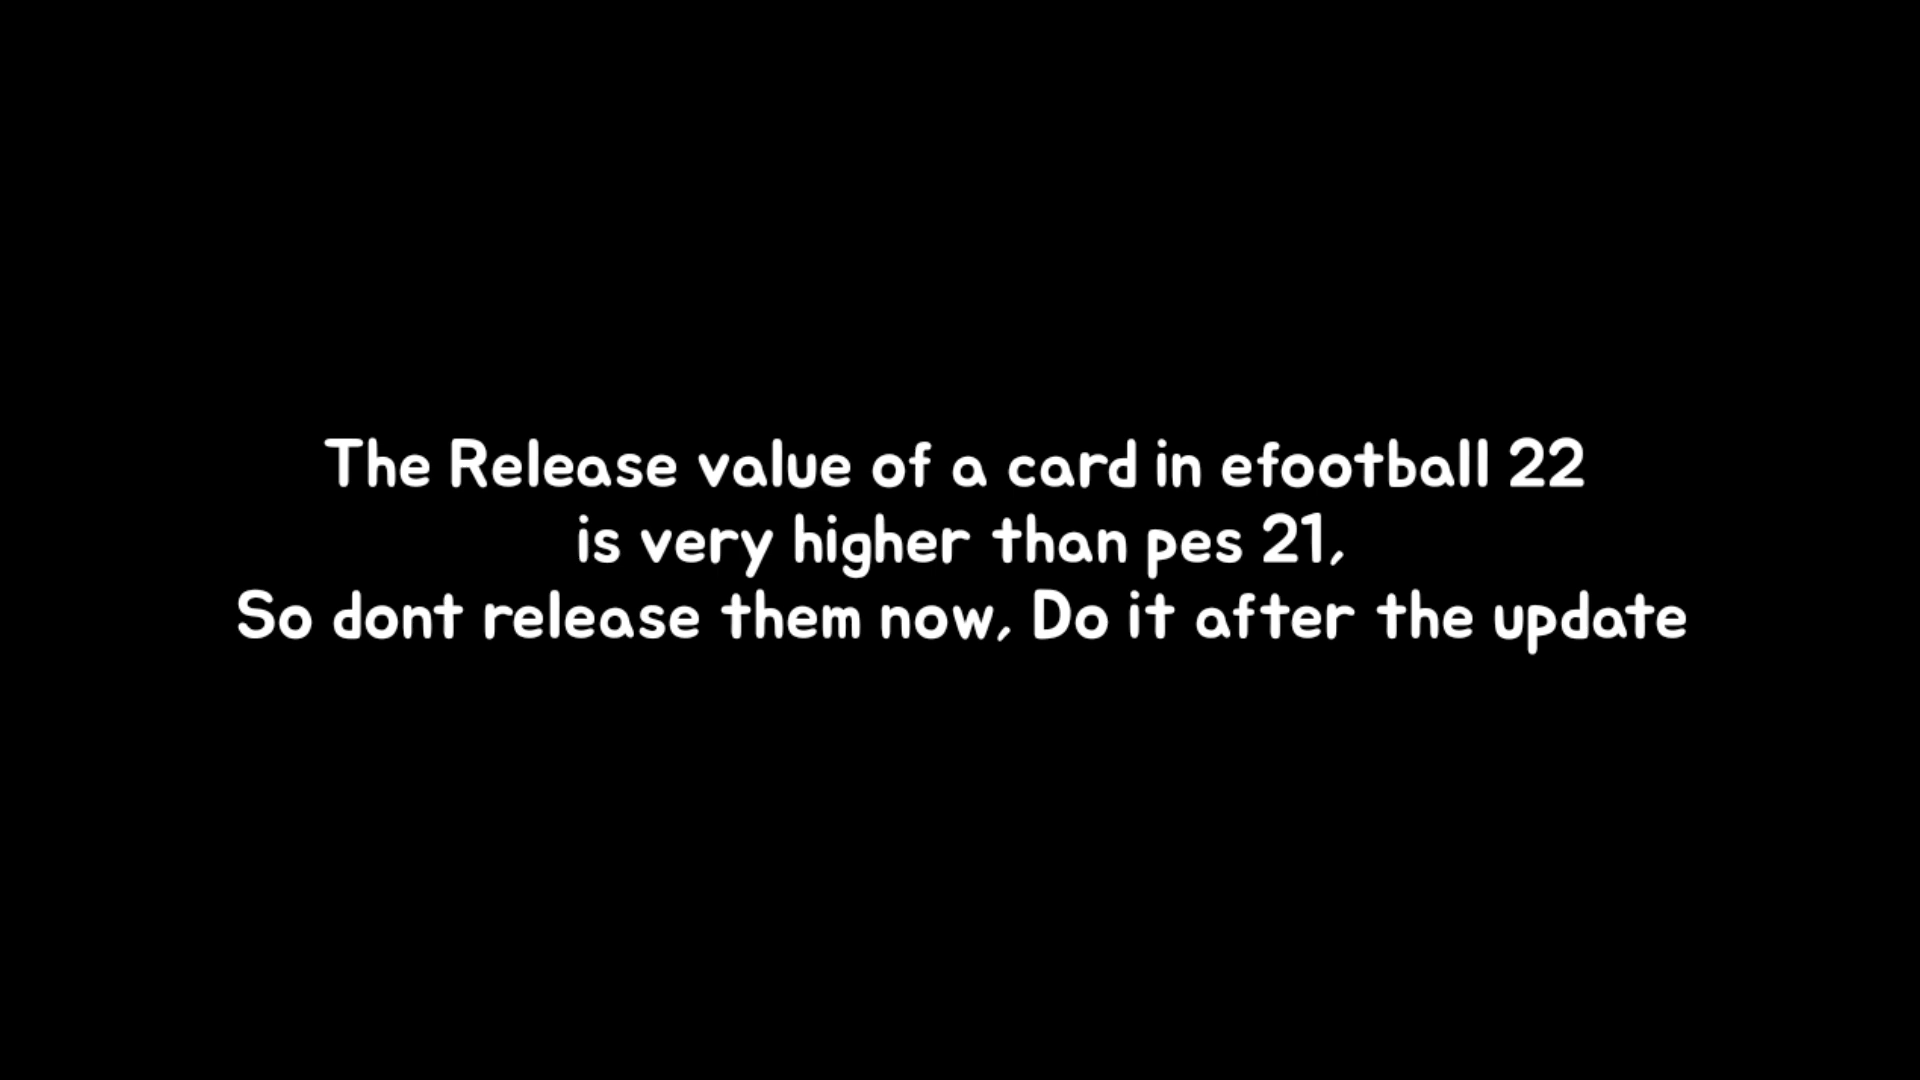 The Release value of a card in efootball 22
is very higher than pes 21,
So dont release them now, Do it after the update